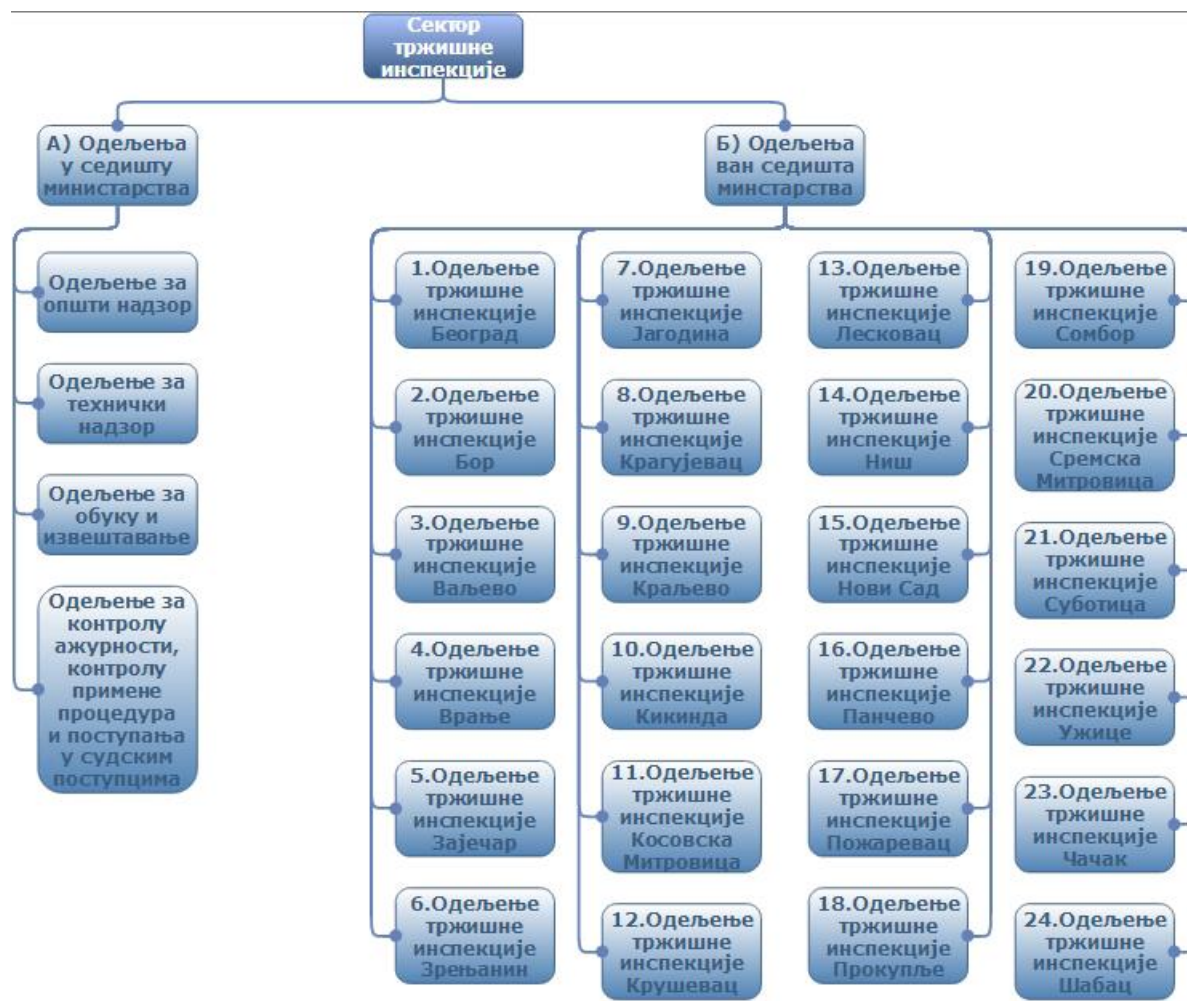 Сектор
тржишне
инспекције
А) Одељења
у седишту
министарства
Одељење за
општи надзор
Одељење за
технички
надзор
Одељење за
обуку и
извештавање
Одељење за
контролу
ажурности,
контролу
примене
процедура
и поступања
у судским
поступцима
Б) Одељења
ван седишта
минстарства
1.Одељење
тржишне
инспекције
Београд
2.Одељење
тржишне
инспекције
Бор
3.Одељење
тржишне
инспекције
Ваљево
4.Одељење
тржишне
инспекције
Врање
5.Одељење
тржишне
инспекције
Зајечар
6.Одељење
тржишне
инспекције
Зрењанин
7.Одељење
тржишне
инспекције
Јагодина
8.Одељење
тржишне
инспекције
Крагујевац
9.Одељење
тржишне
инспекције
Краљево
10.Одељење
тржишне
инспекције
Кикинда
11.Одељење
тржишне
инспекције
Косовска
Митровица
12.Одељење
тржишне
инспекције
Крушевац
13.Одељење
тржишне
инспекције
Лесковац
14.Одељење
тржишне
инспекције
Ниш
15.Одељење
тржишне
инспекције
Нови Сад
16.Одељење
тржишне
инспекције
Панчево
17.Одељење
тржишне
инспекције
Пожаревац
18.Одељење
тржишне
инспекције
Прокупље
19.Одељење
тржишне
инспекције
Сомбор
20.Одељење
тржишне
инспекције
Сремска
Митровица
21.Одељење
тржишне
инспекције
Суботица
22.Одељење
тржишне
инспекције
Ужице
23.Одељење
тржишне
инспекције
Чачак
24.Одељење
тржишне
инспекције
Шабац